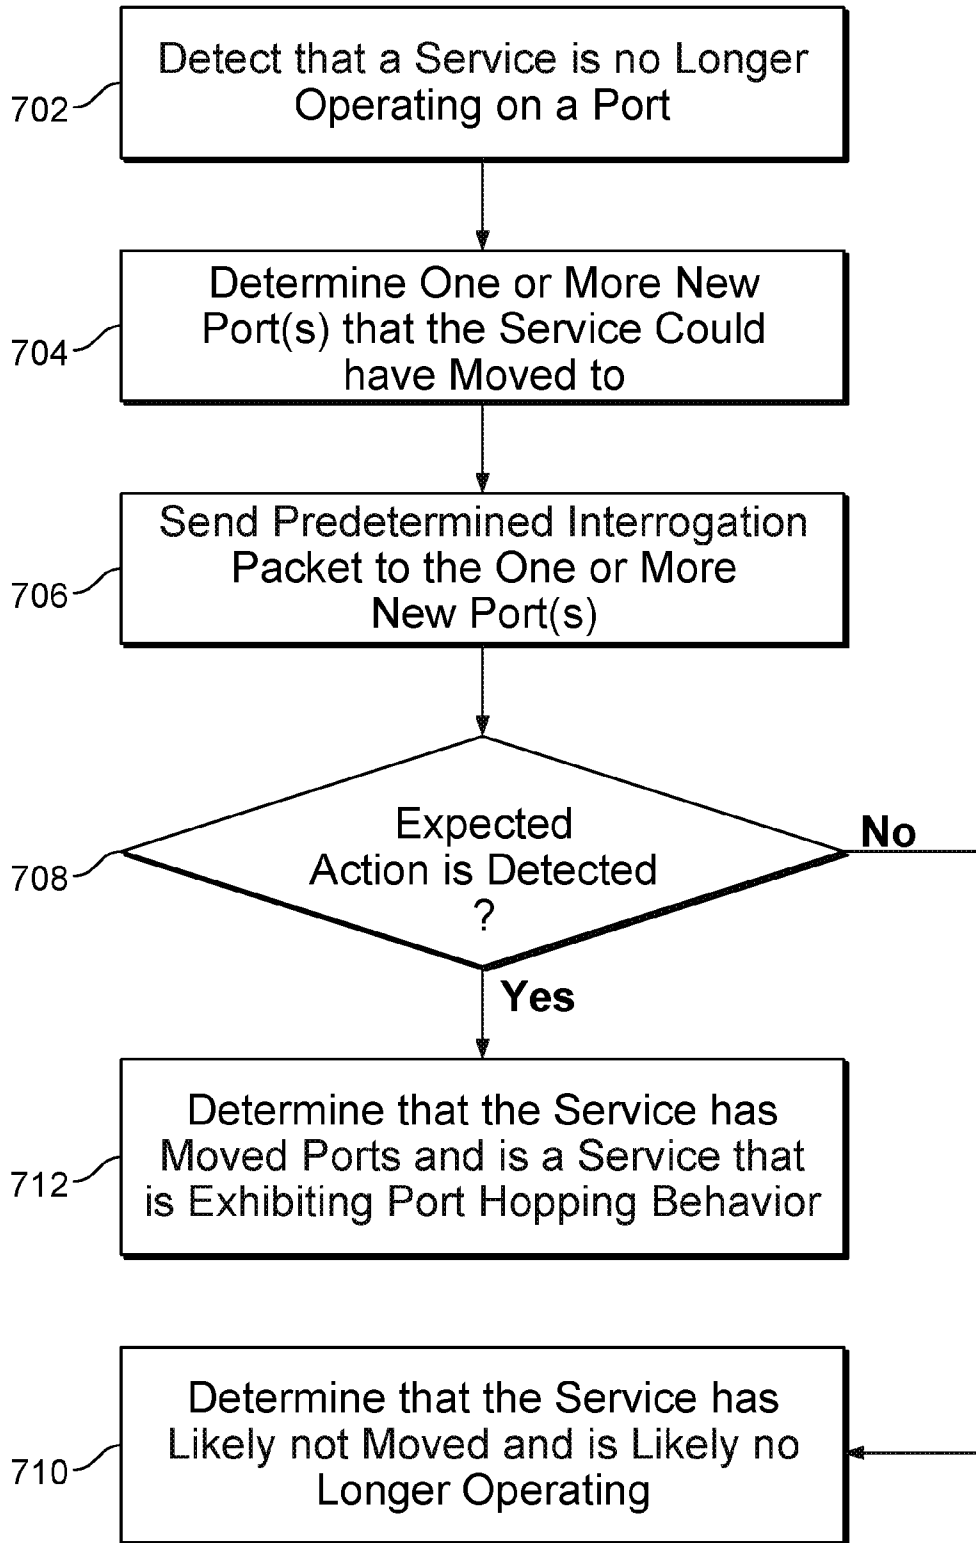 702
Detect that a Service is no Longer
Operating on a Port
704
Determine One or More New
Port(s) that the Service Could
have Moved to
706
Send Predetermined Interrogation
Packet to the One or More
New Port(s)
708
Expected
Action is Detected
?
No
Yes
712
Determine that the Service has
Moved Ports and is a Service that
is Exhibiting Port Hopping Behavior
710
Determine that the Service has
Likely not Moved and is Likely no
Longer Operating